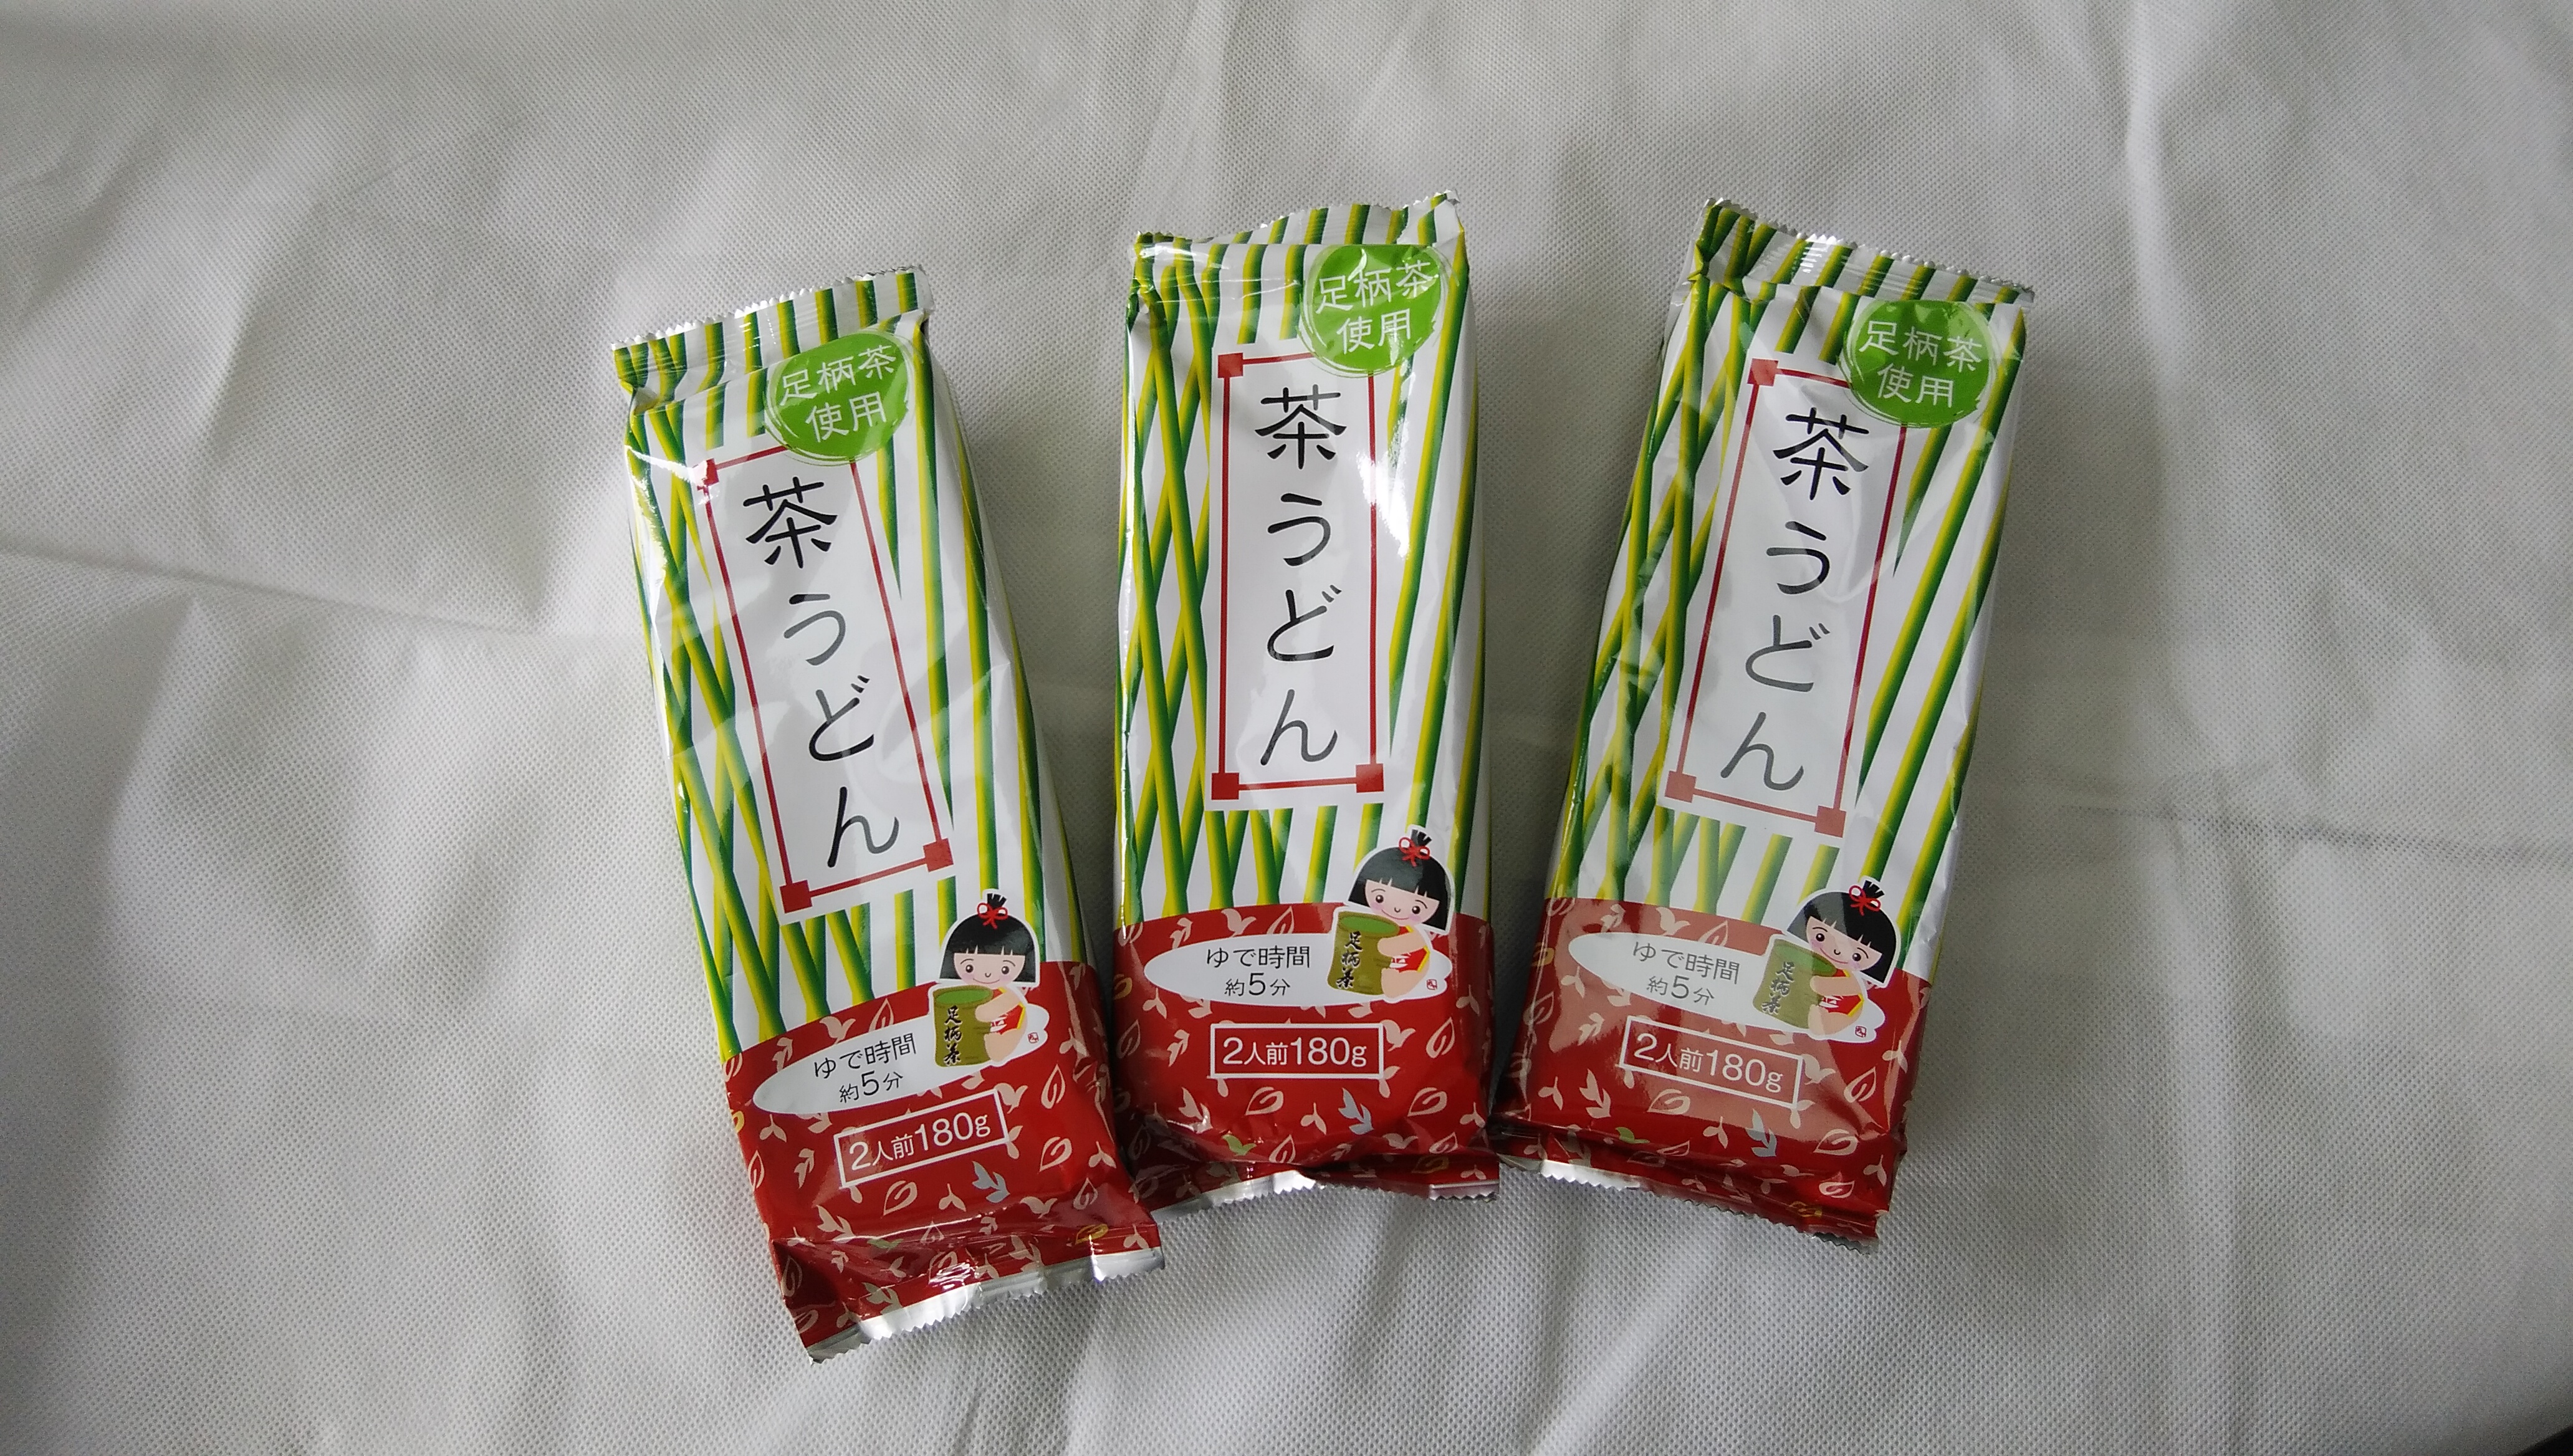 足柄茶
使用
茶うどん
足柄茶
ゆで時間
約5分
2人前180g
足柄茶
使用
茶うどん
足柄茶
ゆで時間
約5分
2人前180g
足柄茶
使用
茶うどん
足柄茶
ゆで時間
約5分
2人前180g